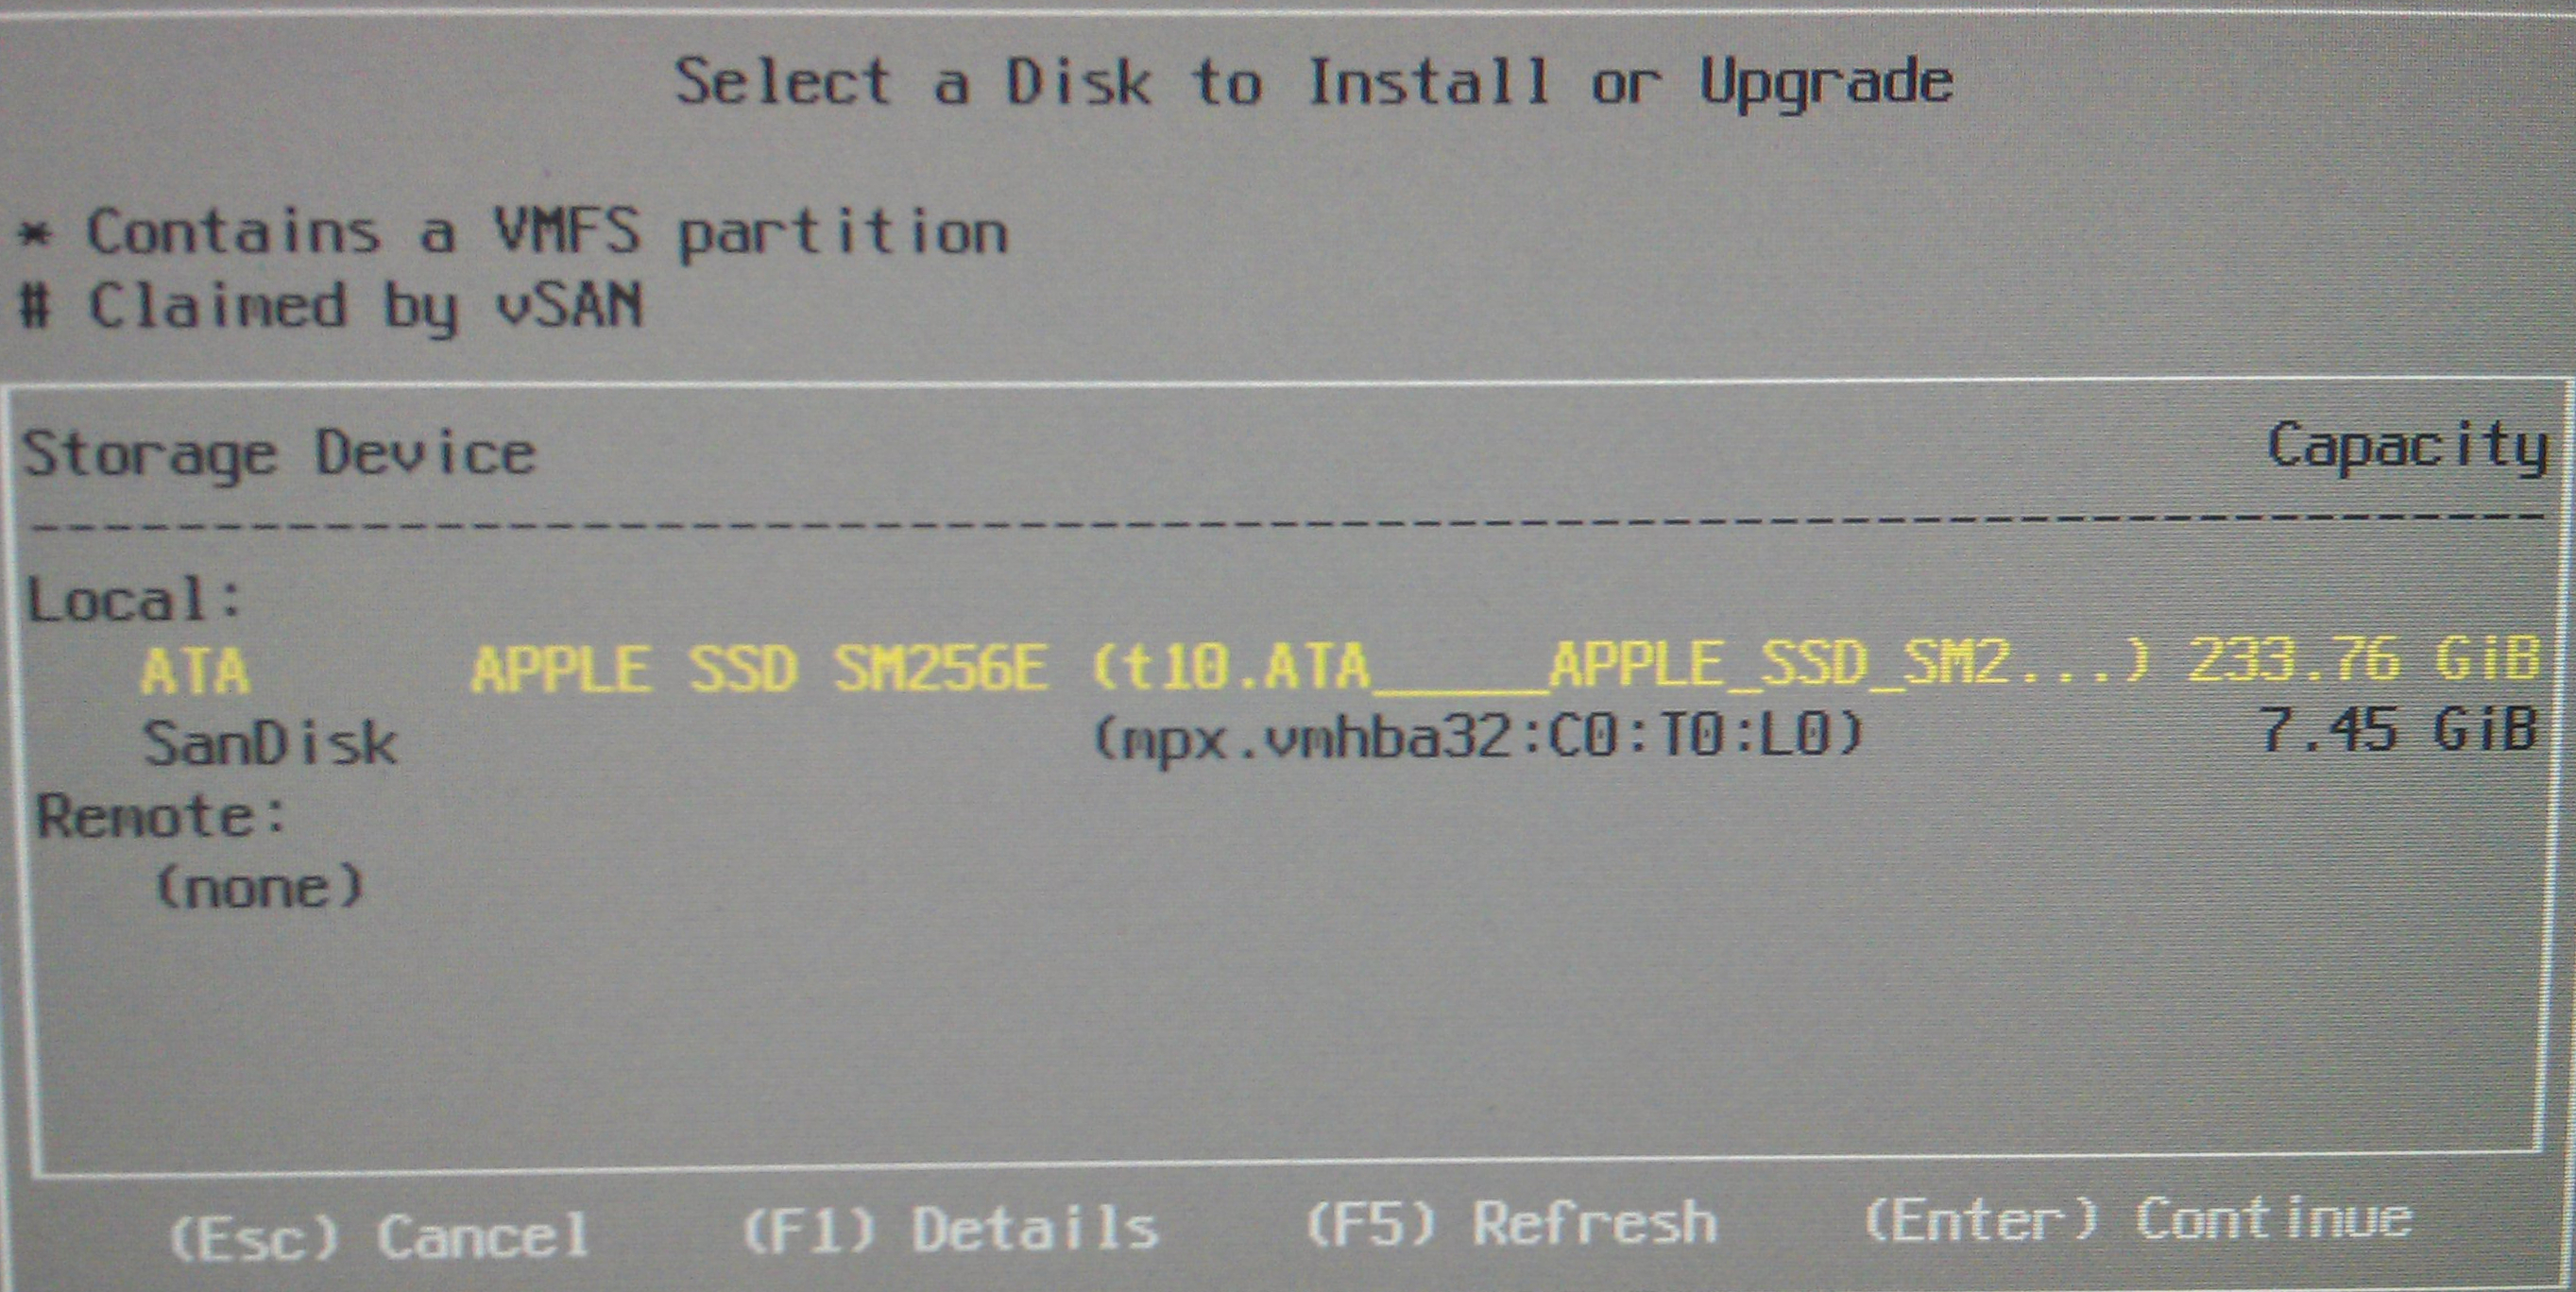 Select a Disk to Install or Upgrade
* Contains a VMFS partition
# Claimed by vSAN
Storage Device Capacity
--------------------------------------------------------------------
Local:
ATA APPLE SSD SM256E (t10.ATA_____APPLE_SSD_SM2...) 233.76 GiB
SanDisk (mpx.vmhba32:C0:T0:L0) 7.45 GiB
Remote:
(none)
(Esc) Cancel (F1) Details (F5) Refresh (Enter) Continue